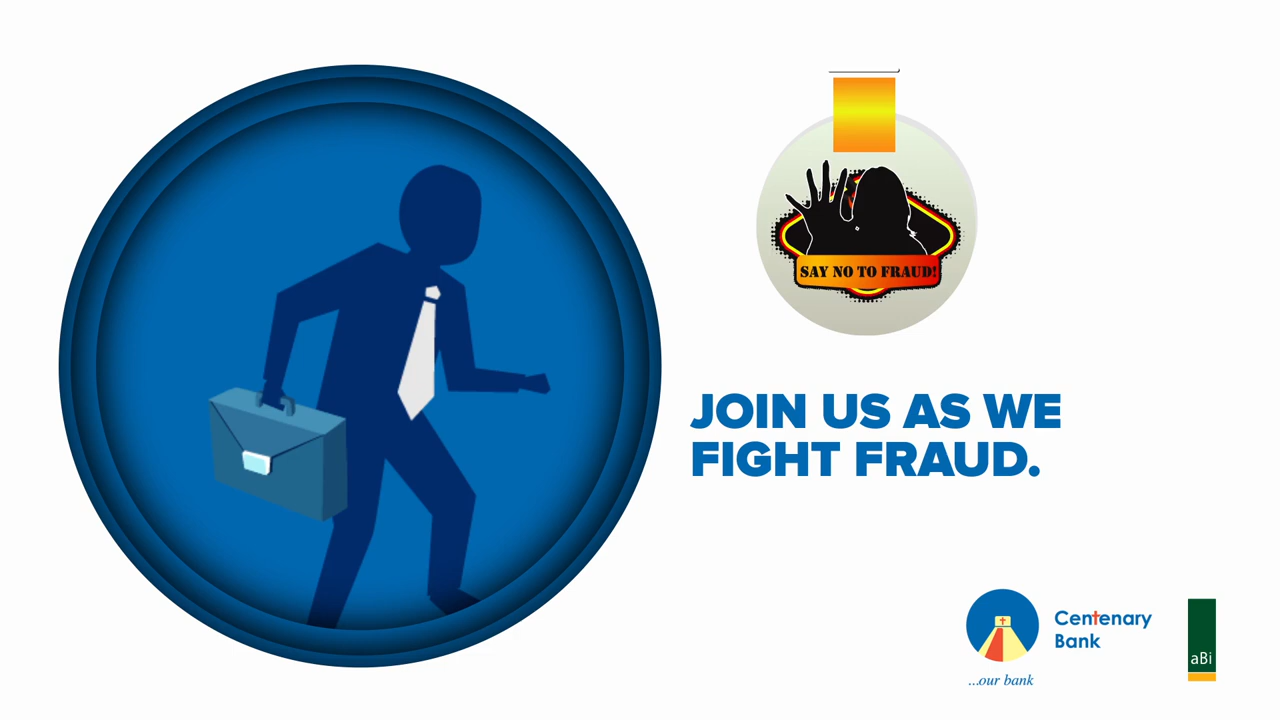 SAY NO TO FRAUD!
JOIN US AS WE
FIGHT FRAUD.
Centenary
Bank
...our bank
aBi